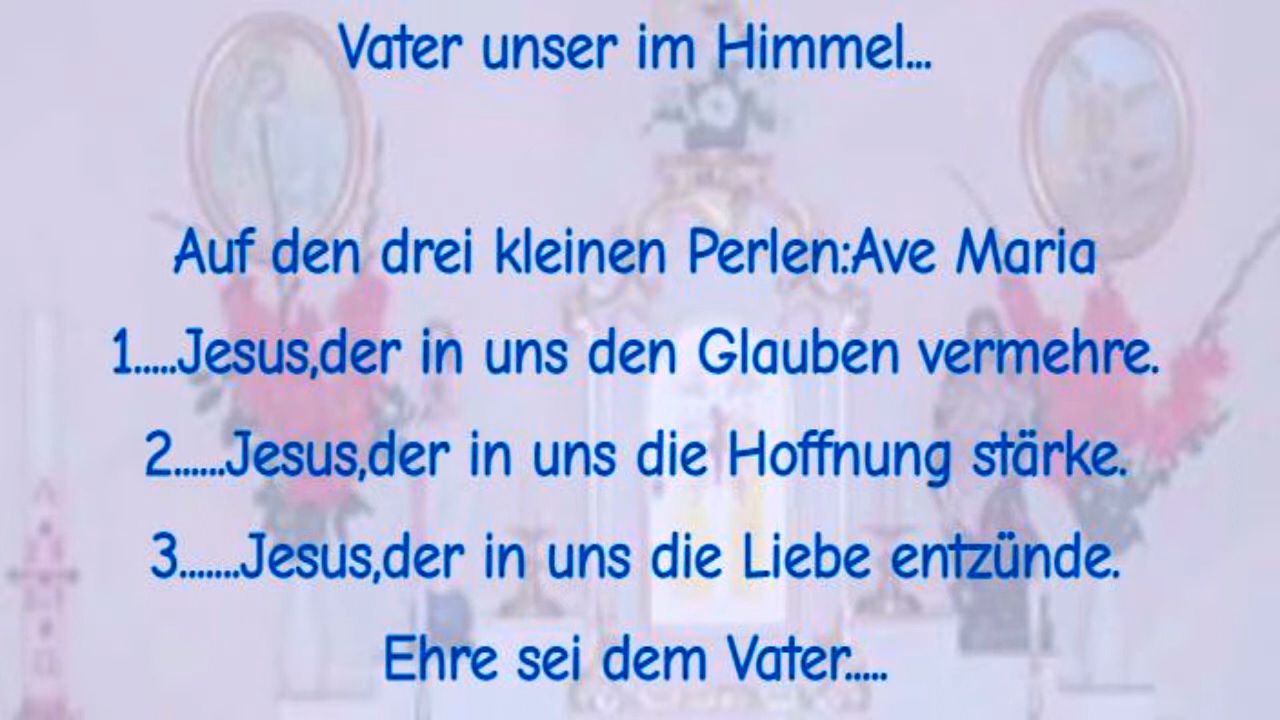 Vater unser im Himmel...
Auf den drei kleinen Perlen:Ave Maria
1.....Jesus,der in uns den Glauben vermehre.
2......Jesus,der in uns die Hoffnung stärke.
3.......Jesus,der in uns die Liebe entzünde.
Ehre sei dem Vater.....